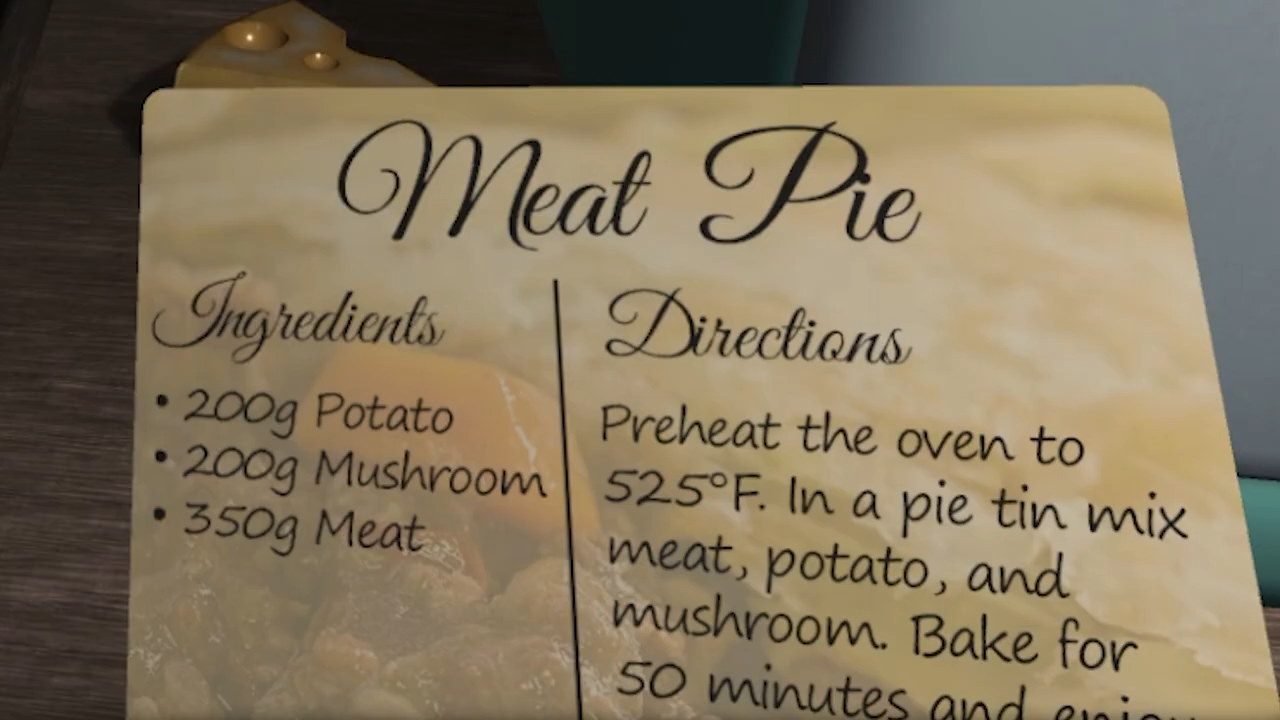 Meat Pie
Ingredients
• 200g Potato
• 200g Mushroom
• 350g Meat
Directions
Preheat the oven to
525°F. In a pie tin mix
meat, potato, and
mushroom. Bake for
50 minutes and